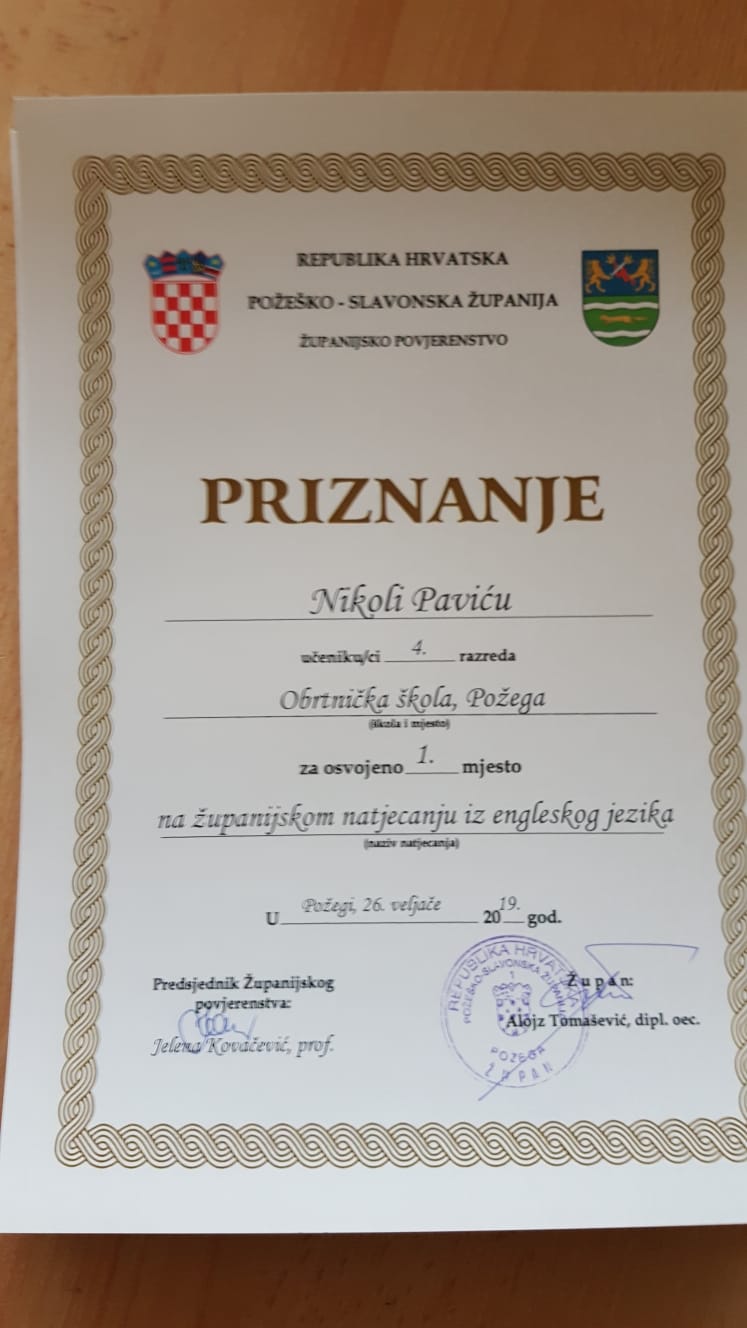 REPUBLIKA HRVATSKA
POŽEŠKO - SLAVONSKA ŽUPANIJA
ŽUPANIJSKO POVJERENSTVO
PRIZNANJE
Nikoli Paviću
učeniku/ci 4. razreda
Obrtnička škola, Požega
(škola i mjesto)
za osvojeno 1. mjesto
na županijskom natjecanju iz engleskog jezika
(naziv natjecanja)
U Požegi, 26. veljače 2019. god.
Predsjednik Županijskog
povjerenstva:
Jelena Kovačević, prof.
Ž u p a n:
Alojz Tomašević, dipl. oec.
REPUBLIKA HRVATSKA
POŽEŠKO-SLAVONSKA ŽUPANIJA
1
POŽEGA
ŽUPAN